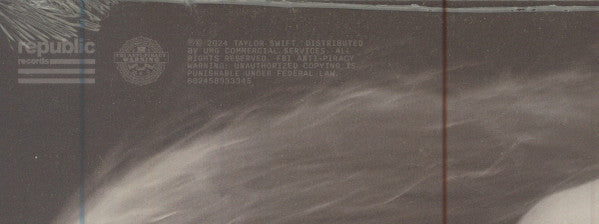 republic
records
℗© 2024 TAYLOR SWIFT. DISTRIBUTED
BY UMG COMMERCIAL SERVICES. ALL
RIGHTS RESERVED. FBI ANTI-PIRACY
WARNING: UNAUTHORIZED COPYING IS
PUNISHABLE UNDER FEDERAL LAW.
602458933345